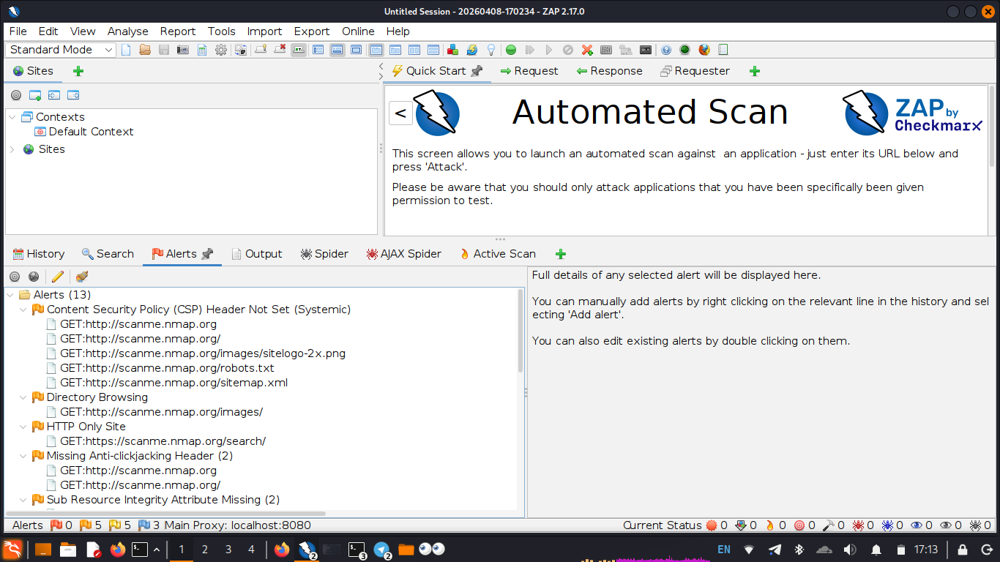 Untitled Session - 20260408-170234 - ZAP 2.17.0
File Edit View Analyse Report Tools Import Export Online Help
Standard Mode
Sites
Quick Start Request Response Requester
Contexts
Default Context
Sites
<
Automated Scan
ZAP by
Checkmarx
This screen allows you to launch an automated scan against  an application - just enter its URL below and
press 'Attack'.
Please be aware that you should only attack applications that you have been specifically been given
permission to test.
History Search Alerts Output Spider AJAX Spider Active Scan
Alerts (13)
Content Security Policy (CSP) Header Not Set (Systemic)
GET:http://scanme.nmap.org
GET:http://scanme.nmap.org/
GET:http://scanme.nmap.org/images/sitelogo-2x.png
GET:http://scanme.nmap.org/robots.txt
GET:http://scanme.nmap.org/sitemap.xml
Directory Browsing
GET:http://scanme.nmap.org/images/
HTTP Only Site
GET:https://scanme.nmap.org/search/
Missing Anti-clickjacking Header (2)
GET:http://scanme.nmap.org
GET:http://scanme.nmap.org/
Sub Resource Integrity Attribute Missing (2)
Full details of any selected alert will be displayed here.
You can manually add alerts by right clicking on the relevant line in the history and sel
ecting 'Add alert'.
You can also edit existing alerts by double clicking on them.
Alerts 0 5 5 3 Main Proxy: localhost:8080
Current Status 0 0 0 0 0 0 0 0 0 0
1 2 3 4 2 3 2 EN 17:13